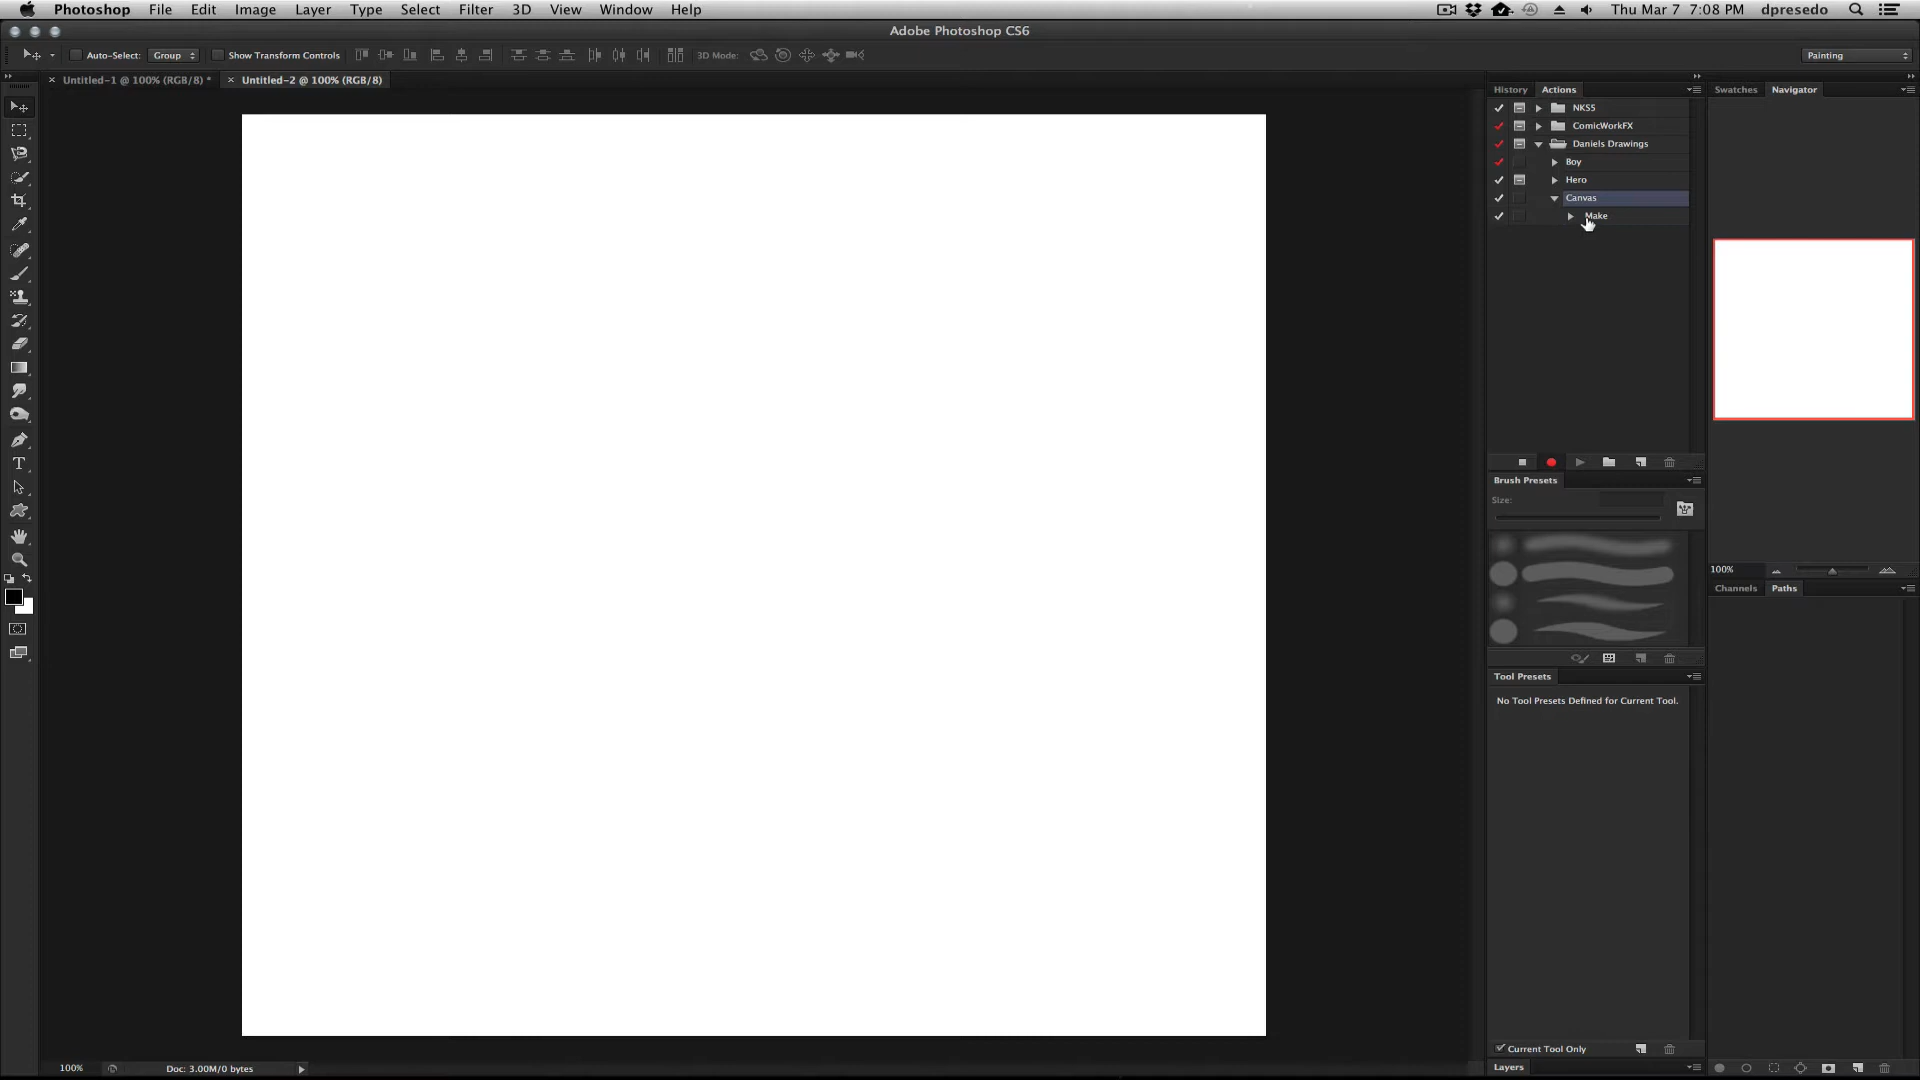 Photoshop File Edit Image Layer Type Select Filter 3D View Window Help Thu Mar 7 7:08 PM dpresedo
Adobe Photoshop CS6
Auto-Select: Group Show Transform Controls 3D Mode: Painting
Untitled-1 @ 100% (RGB/8) * Untitled-2 @ 100% (RGB/8)
History Actions Swatches Navigator
NKS5
ComicWorkFX
Daniels Drawings
Boy
Hero
Canvas
Make
T
Brush Presets
Size:
100%
Channels Paths
Tool Presets
No Tool Presets Defined for Current Tool.
Current Tool Only
100% Doc: 3.00M/0 bytes Layers